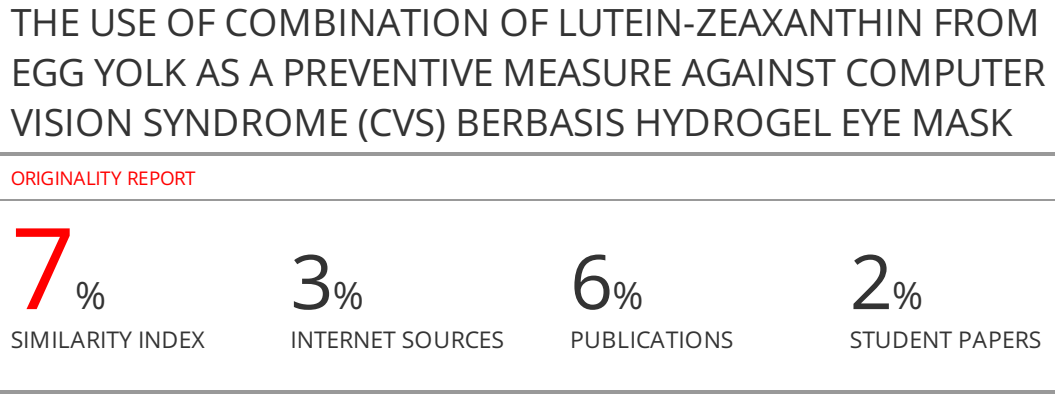 THE USE OF COMBINATION OF LUTEIN-ZEAXANTHIN FROM
EGG YOLK AS A PREVENTIVE MEASURE AGAINST COMPUTER
VISION SYNDROME (CVS) BERBASIS HYDROGEL EYE MASK
ORIGINALITY REPORT
7% 3% 6% 2%
SIMILARITY INDEX INTERNET SOURCES PUBLICATIONS STUDENT PAPERS